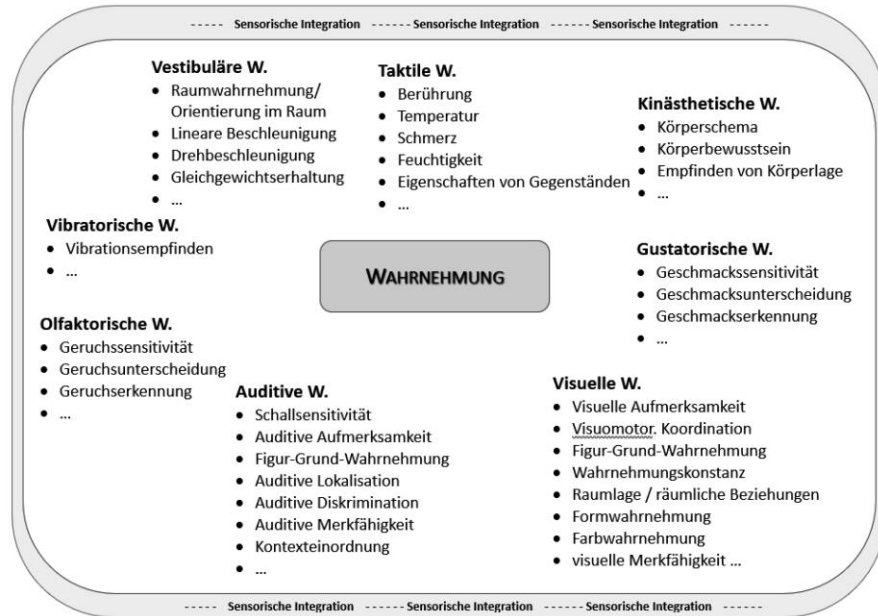 ----- Sensorische Integration ----- Sensorische Integration ----- Sensorische Integration -----
Vestibuläre W.
• Raumwahrnehmung/
Orientierung im Raum
• Lineare Beschleunigung
• Drehbeschleunigung
• Gleichgewichtserhaltung
• ...
Taktile W.
• Berührung
• Temperatur
• Schmerz
• Feuchtigkeit
• Eigenschaften von Gegenständen
• ...
Kinästhetische W.
• Körperschema
• Körperbewusstsein
• Empfinden von Körperlage
• ...
Vibratorische W.
• Vibrationsempfinden
• ...
WAHRNEHMUNG
Gustatorische W.
• Geschmackssensitivität
• Geschmacksunterscheidung
• Geschmackserkennung
• ...
Olfaktorische W.
• Geruchssensitivität
• Geruchsunterscheidung
• Geruchserkennung
• ...
Auditive W.
• Schallsensitivität
• Auditive Aufmerksamkeit
• Figur-Grund-Wahrnehmung
• Auditive Lokalisation
• Auditive Diskrimination
• Auditive Merkfähigkeit
• Kontexteinordnung
• ...
Visuelle W.
• Visuelle Aufmerksamkeit
• Visuomotor. Koordination
• Figur-Grund-Wahrnehmung
• Wahrnehmungskonstanz
• Raumlage / räumliche Beziehungen
• Formwahrnehmung
• Farbwahrnehmung
• visuelle Merkfähigkeit ...
----- Sensorische Integration ----- Sensorische Integration ----- Sensorische Integration -----